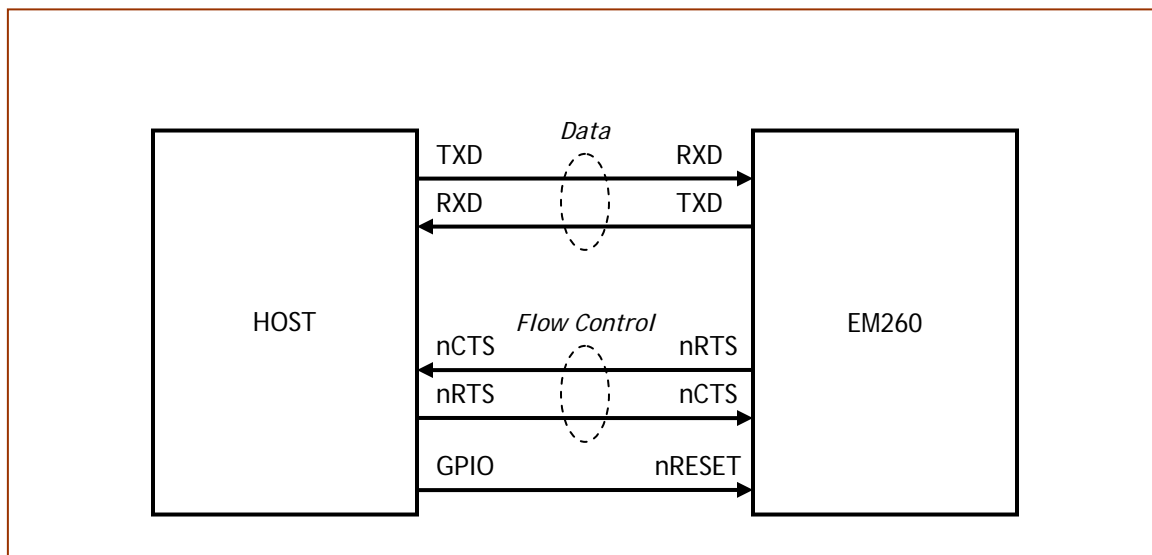 Data
TXD RXD
RXD TXD
HOST Flow Control EM260
nCTS nRTS
nRTS nCTS
GPIO nRESET